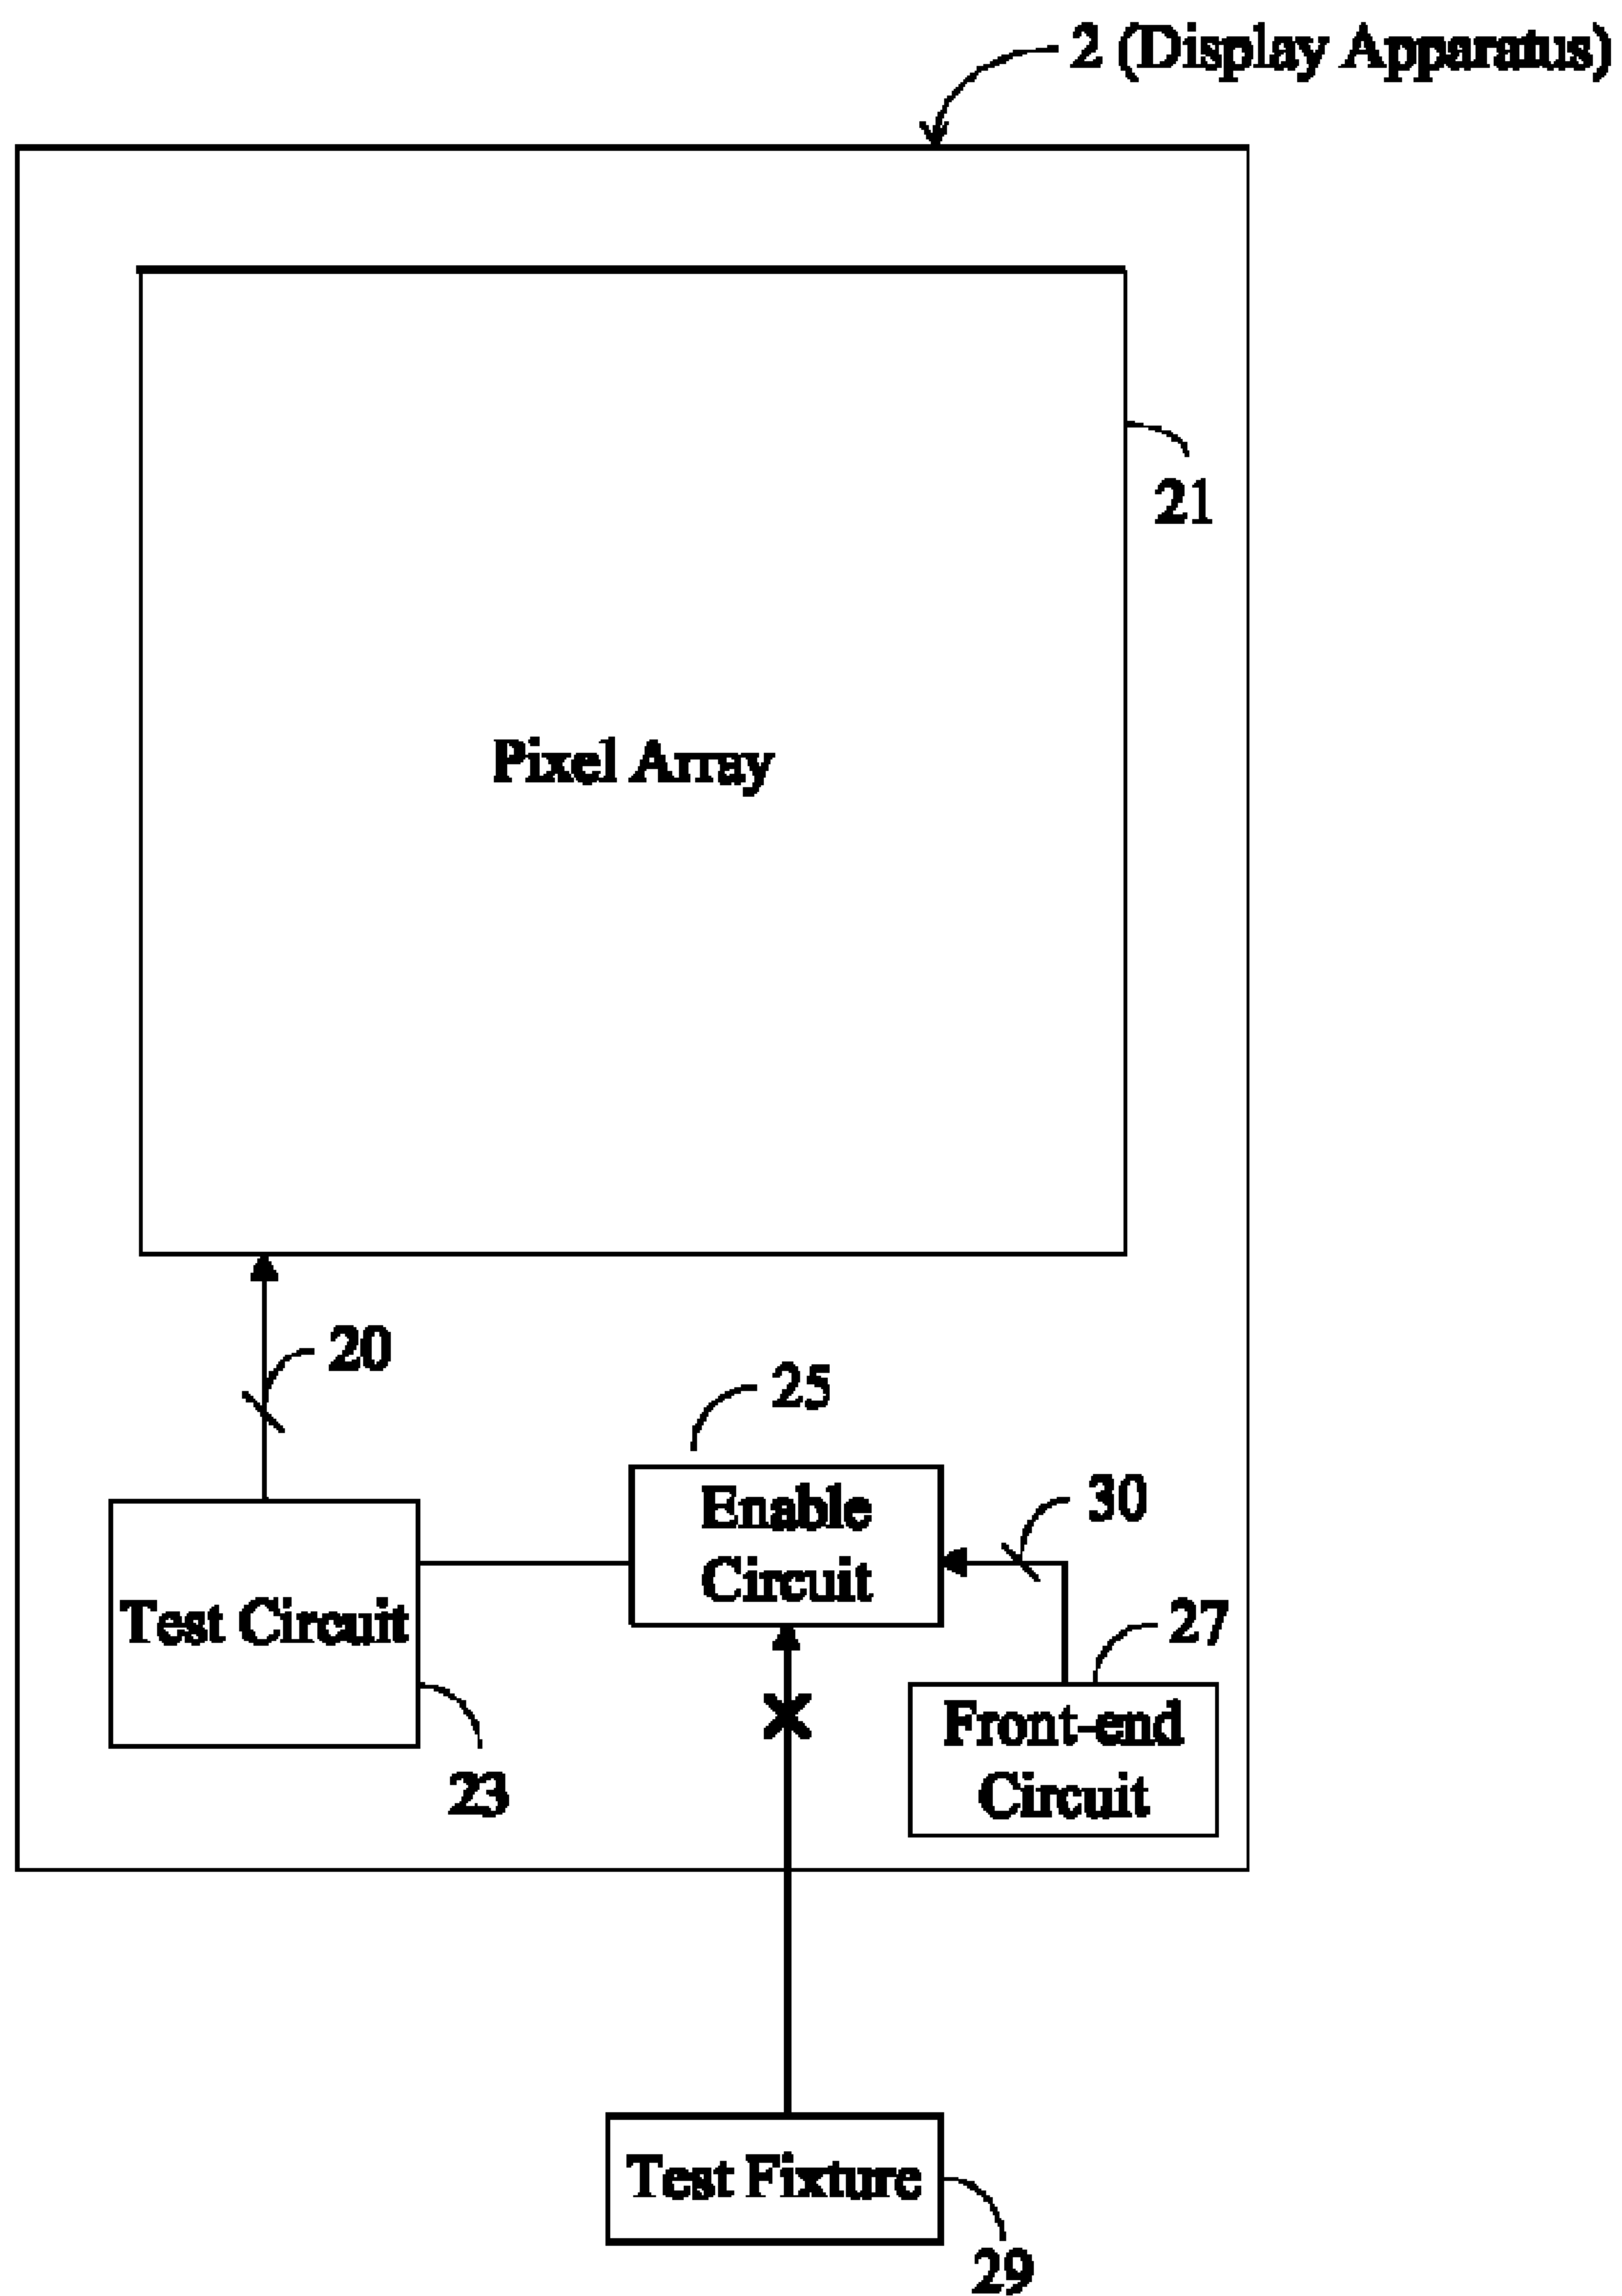 2 (Display Apparatus)
21
Pixel Array
20
25
Enable
Circuit
30
Test Circuit
27
Front-end
Circuit
23
Test Fixture
29